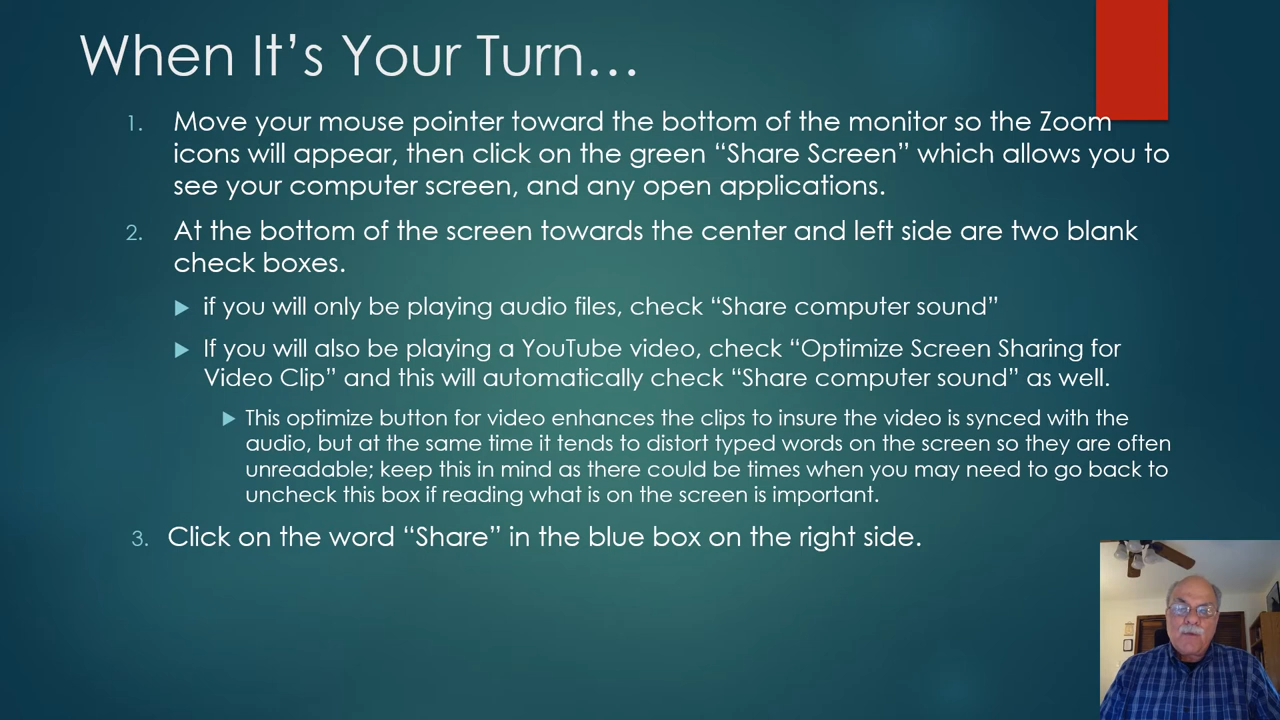 When It’s Your Turn…
1. Move your mouse pointer toward the bottom of the monitor so the Zoom
icons will appear, then click on the green “Share Screen” which allows you to
see your computer screen, and any open applications.
2. At the bottom of the screen towards the center and left side are two blank
check boxes.
if you will only be playing audio files, check “Share computer sound”
If you will also be playing a YouTube video, check “Optimize Screen Sharing for
Video Clip” and this will automatically check “Share computer sound” as well.
This optimize button for video enhances the clips to insure the video is synced with the
audio, but at the same time it tends to distort typed words on the screen so they are often
unreadable; keep this in mind as there could be times when you may need to go back to
uncheck this box if reading what is on the screen is important.
3. Click on the word “Share” in the blue box on the right side.